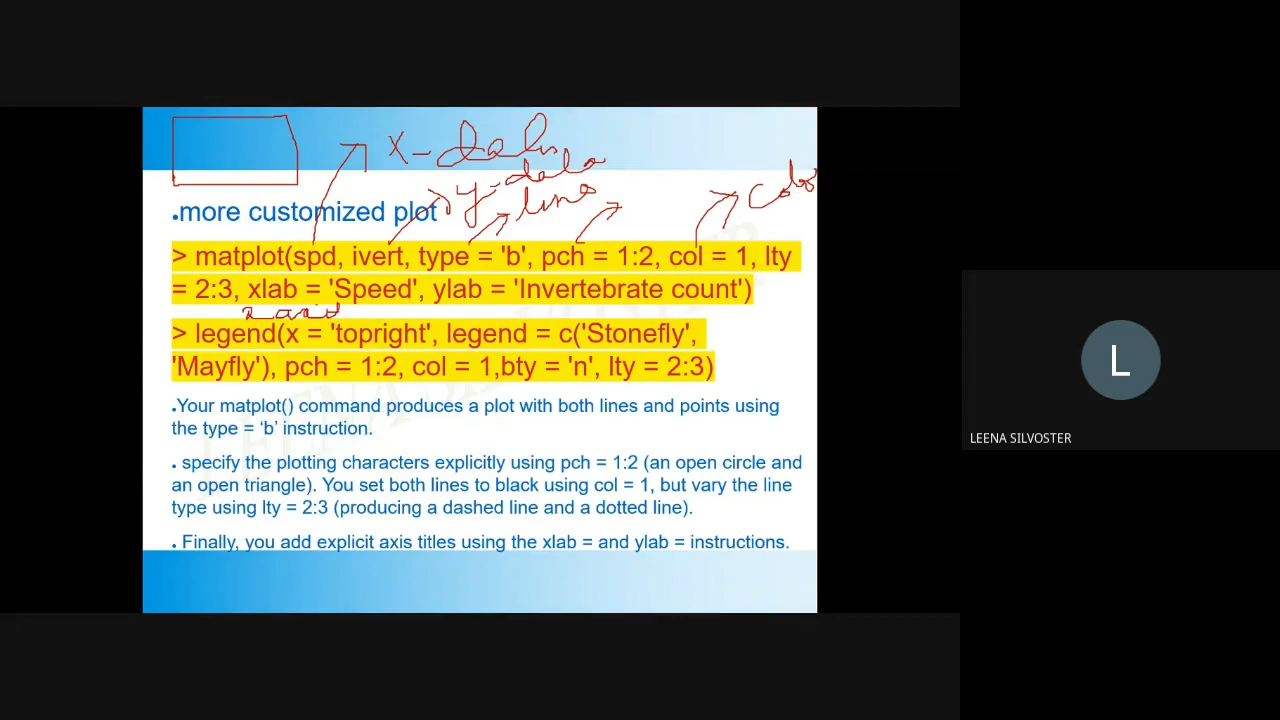 x-data
y-data
line
color
•more customized plot
> matplot(spd, ivert, type = 'b', pch = 1:2, col = 1, lty
= 2:3, xlab = 'Speed', ylab = 'Invertebrate count')
x axis
> legend(x = 'topright', legend = c('Stonefly',
'Mayfly'), pch = 1:2, col = 1,bty = 'n', lty = 2:3)
•Your matplot() command produces a plot with both lines and points using
the type = ‘b’ instruction.
• specify the plotting characters explicitly using pch = 1:2 (an open circle and
an open triangle). You set both lines to black using col = 1, but vary the line
type using lty = 2:3 (producing a dashed line and a dotted line).
• Finally, you add explicit axis titles using the xlab = and ylab = instructions.
L
LEENA SILVOSTER